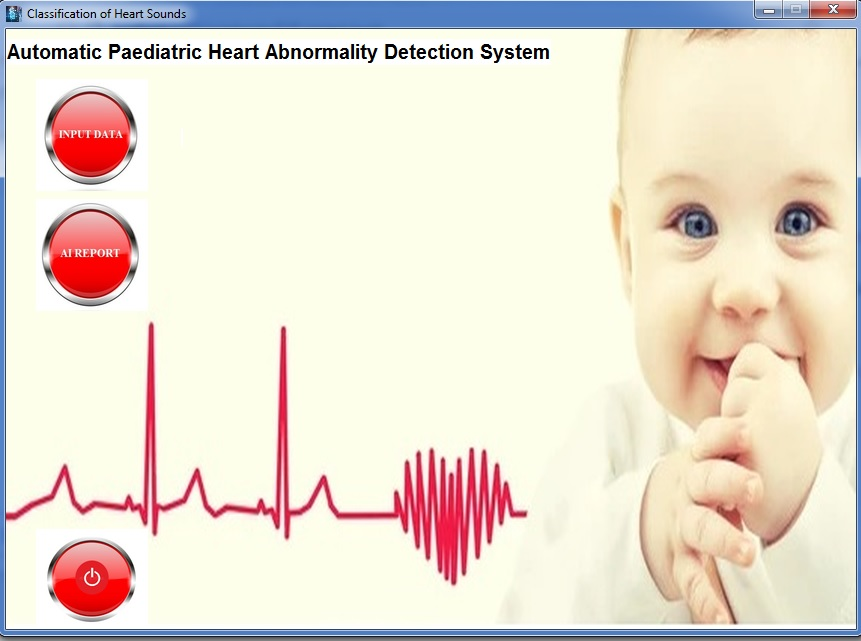 Classification of Heart Sounds
Automatic Paediatric Heart Abnormality Detection System
INPUT DATA
AI REPORT